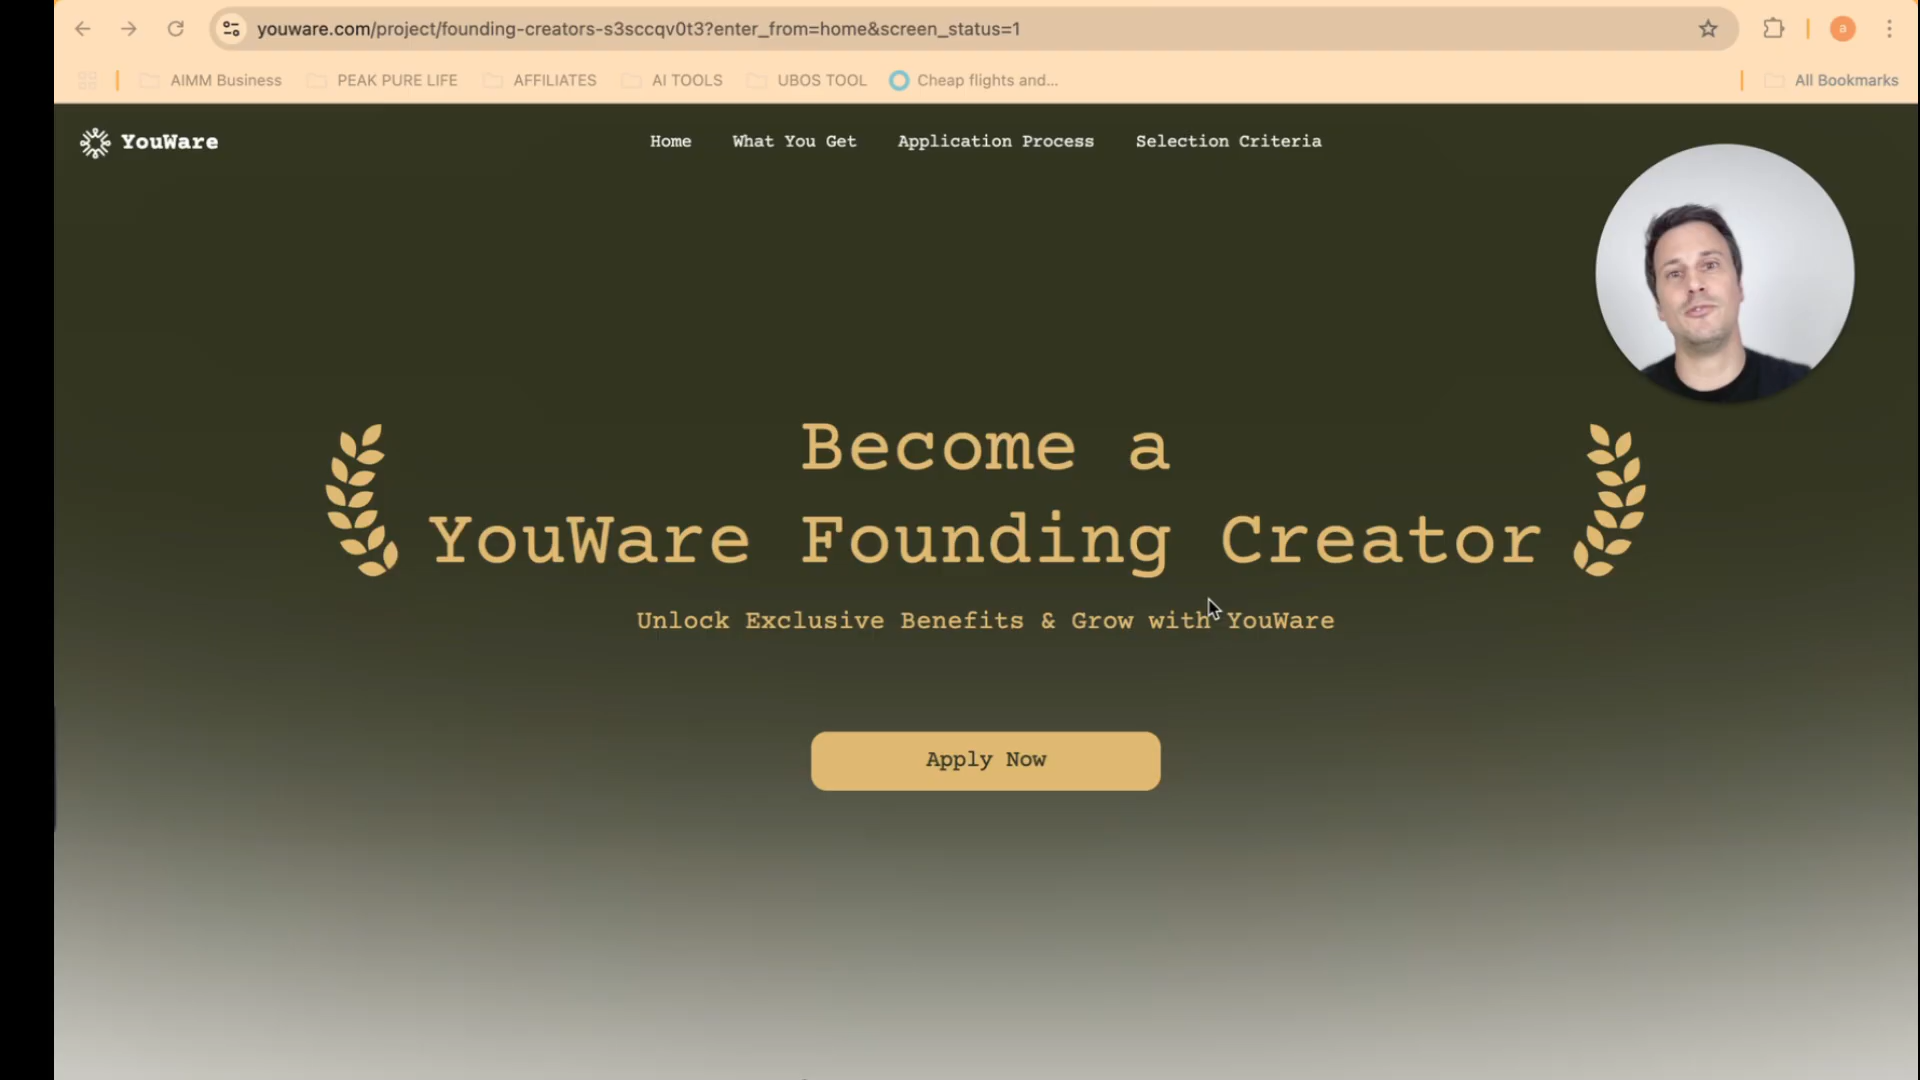 youware.com/project/founding-creators-s3sccqv0t3?enter_from=home&screen_status=1
a
AIMM Business PEAK PURE LIFE AFFILIATES AI TOOLS UBOS TOOL Cheap flights and... All Bookmarks
YouWare Home What You Get Application Process Selection Criteria
Become a
YouWare Founding Creator
Unlock Exclusive Benefits & Grow with YouWare
Apply Now